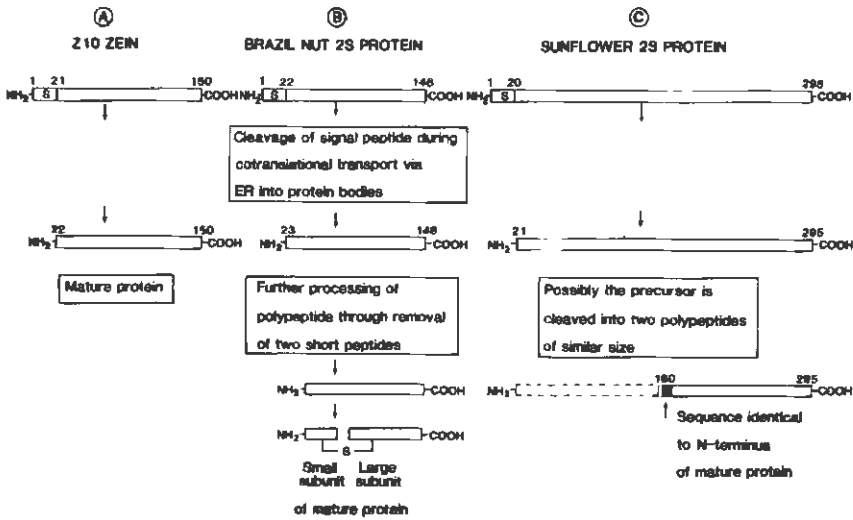 A
Z10 ZEIN
1 S 21 150
NH2 COOH
22 150
NH2 COOH
Mature protein
B
BRAZIL NUT 2S PROTEIN
1 S 22 146
NH2 COOH
Cleavage of signal peptide during
cotranslational transport via
ER into protein bodies
23 146
NH2 COOH
Further processing of
polypeptide through removal
of two short peptides
NH2 COOH
NH2 COOH
S
Small Large
subunit subunit
of mature protein
C
SUNFLOWER 2S PROTEIN
1 S 20 295
NH2 COOH
21 295
NH2 COOH
Possibly the precursor is
cleaved into two polypeptides
of similar size
160 295
NH2 COOH
Sequence identical
to N-terminus
of mature protein